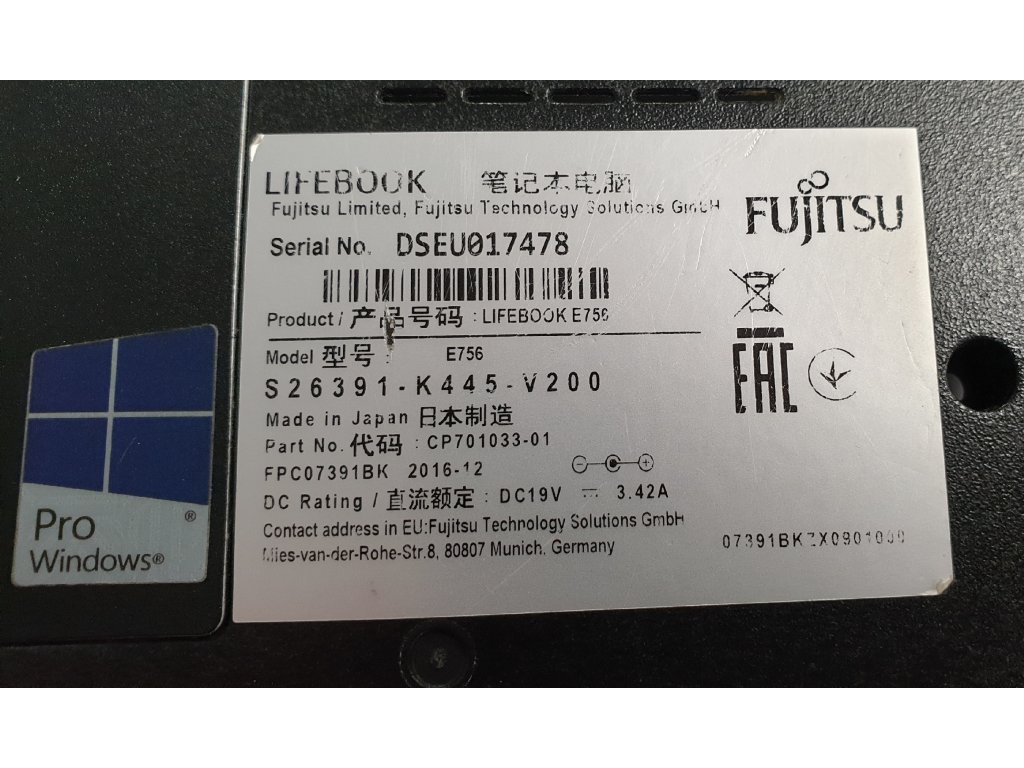 LIFEBOOK 笔记本电脑
Fujitsu Limited, Fujitsu Technology Solutions GmbH
FUJITSU
Serial No. DSEU017478
Product / 产品号码 : LIFEBOOK E756
Model 型号 : E756
S26391-K445-V200
EAC
Made in Japan 日本制造
Part No. 代码 : CP701033-01
FPC07391BK 2016-12
DC Rating / 直流额定 : DC19V ⎓ 3.42A
Contact address in EU:Fujitsu Technology Solutions GmbH
Mies-van-der-Rohe-Str.8, 80807 Munich, Germany
Pro ®
Windows®